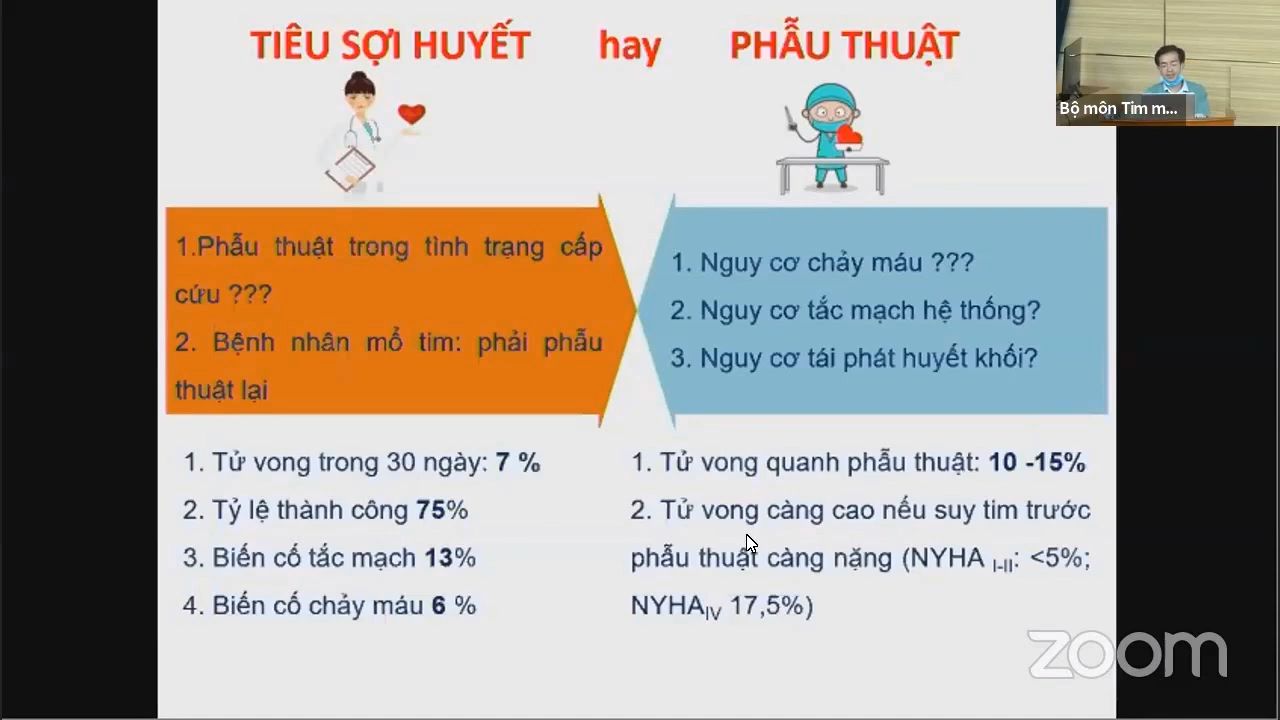 TIÊU SỢI HUYẾT hay PHẪU THUẬT
Bộ môn Tim m...
1.Phẫu thuật trong tình trạng cấp
cứu ???
2. Bệnh nhân mổ tim: phải phẫu
thuật lại
1. Nguy cơ chảy máu ???
2. Nguy cơ tắc mạch hệ thống?
3. Nguy cơ tái phát huyết khối?
1. Tử vong trong 30 ngày: 7 %
2. Tỷ lệ thành công 75%
3. Biến cố tắc mạch 13%
4. Biến cố chảy máu 6 %
1. Tử vong quanh phẫu thuật: 10 -15%
2. Tử vong càng cao nếu suy tim trước
phẫu thuật càng nặng (NYHA I-II: <5%;
NYHAIV 17,5%)
zoom